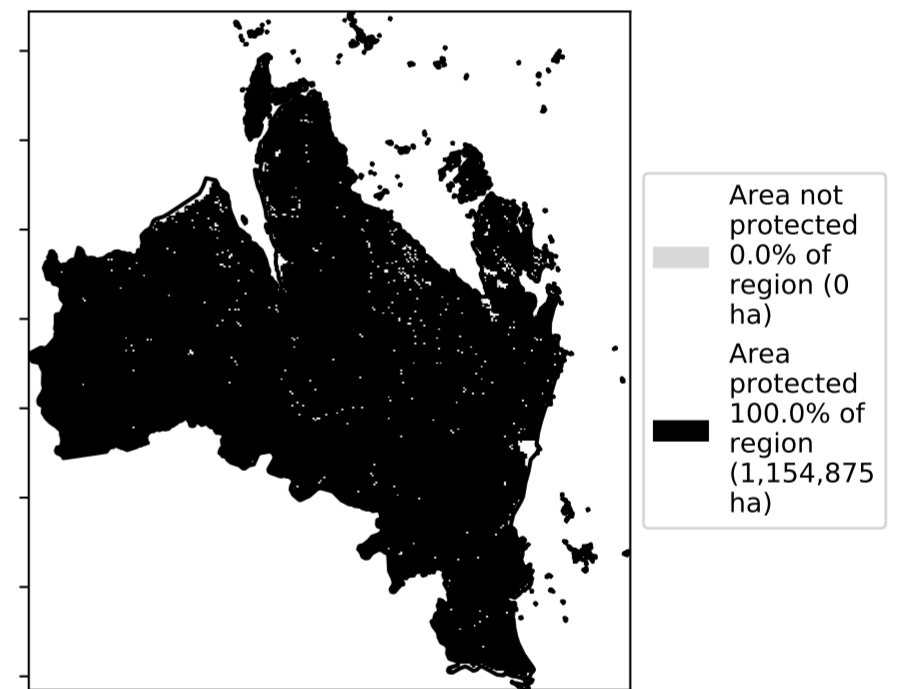 Area not
protected
0.0% of
region (0
ha)
Area
protected
100.0% of
region
(1,154,875
ha)